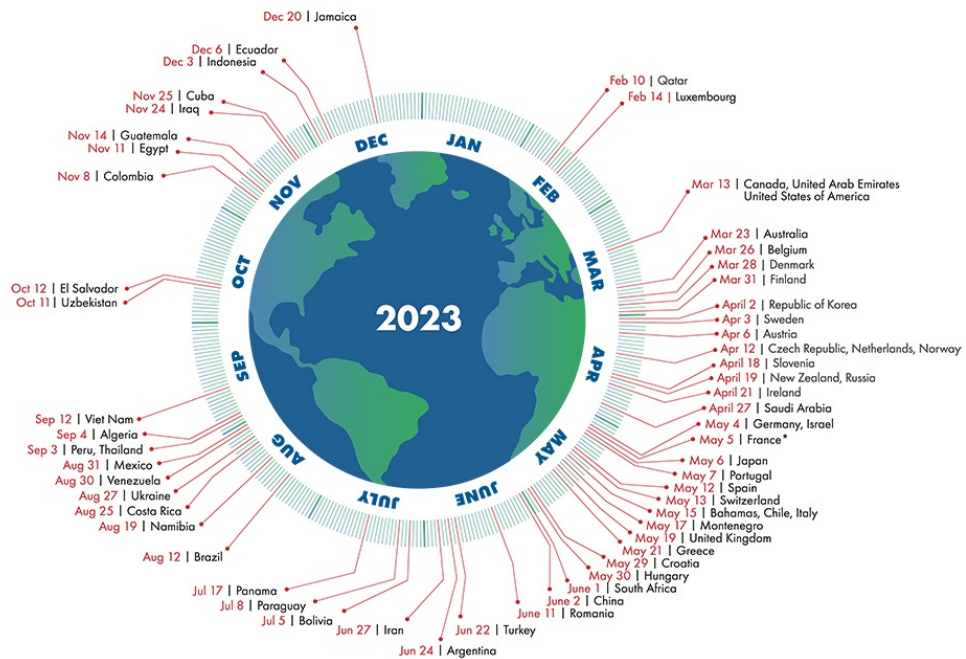 Dec 20 | Jamaica
Dec 6 | Ecuador
Dec 3 | Indonesia
Nov 25 | Cuba
Nov 24 | Iraq
Nov 14 | Guatemala
Nov 11 | Egypt
Nov 8 | Colombia
Oct 12 | El Salvador
Oct 11 | Uzbekistan
Sep 12 | Viet Nam
Sep 4 | Algeria
Sep 3 | Peru, Thailand
Aug 31 | Mexico
Aug 30 | Venezuela
Aug 27 | Ukraine
Aug 25 | Costa Rica
Aug 19 | Namibia
Aug 12 | Brazil
Jul 17 | Panama
Jul 8 | Paraguay
Jul 5 | Bolivia
Jun 27 | Iran
Jun 24 | Argentina
Jun 22 | Turkey
JAN
FEB
MAR
APR
MAY
JUNE
JULY
AUG
SEP
OCT
NOV
DEC
2023
Feb 10 | Qatar
Feb 14 | Luxembourg
Mar 13 | Canada, United Arab Emirates
United States of America
Mar 23 | Australia
Mar 26 | Belgium
Mar 28 | Denmark
Mar 31 | Finland
April 2 | Republic of Korea
Apr 3 | Sweden
Apr 6 | Austria
Apr 12 | Czech Republic, Netherlands, Norway
April 18 | Slovenia
April 19 | New Zealand, Russia
April 21 | Ireland
April 27 | Saudi Arabia
May 4 | Germany, Israel
May 5 | France*
May 6 | Japan
May 7 | Portugal
May 12 | Spain
May 13 | Switzerland
May 15 | Bahamas, Chile, Italy
May 17 | Montenegro
May 19 | United Kingdom
May 21 | Greece
May 29 | Croatia
May 30 | Hungary
June 1 | South Africa
June 2 | China
June 11 | Romania